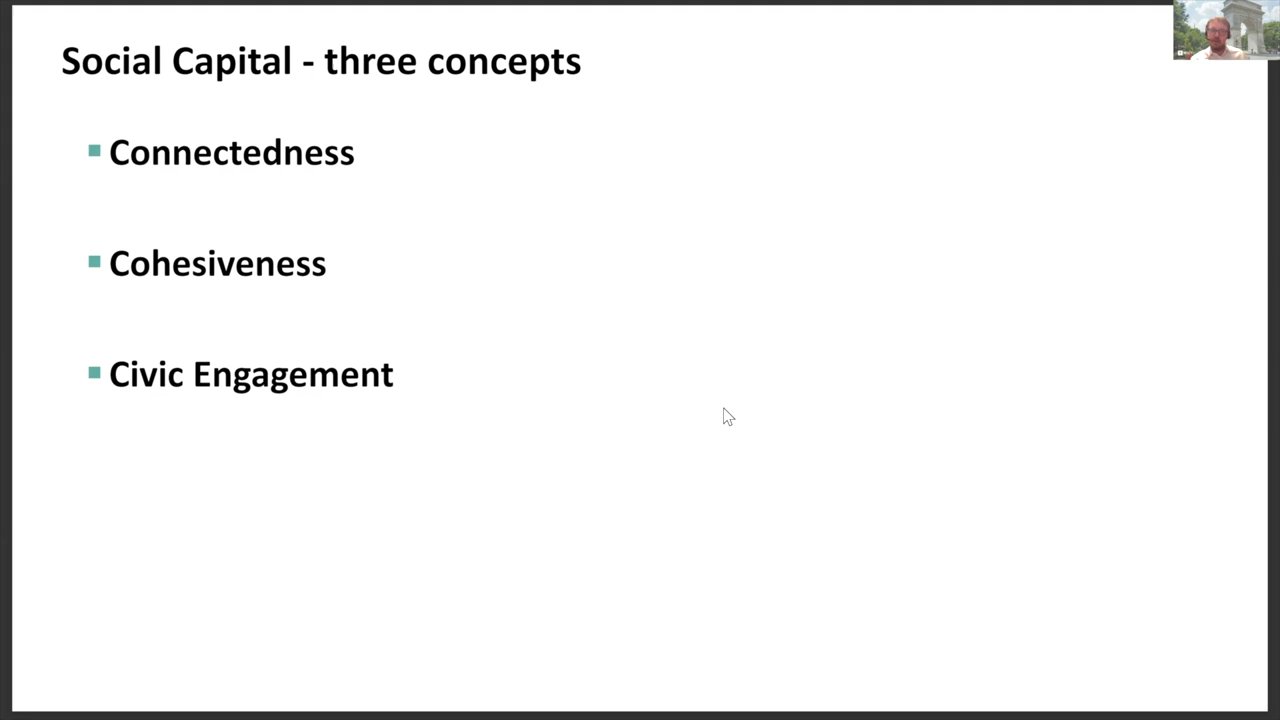 Social Capital - three concepts
Connectedness
Cohesiveness
Civic Engagement